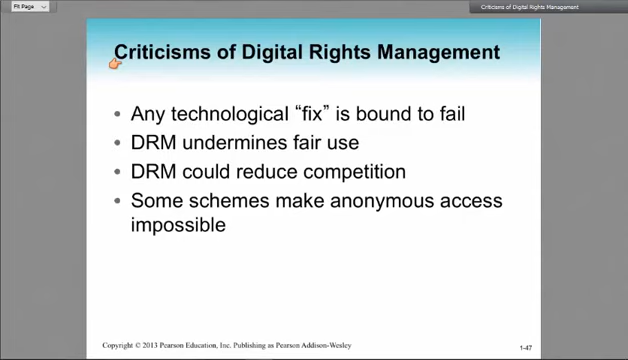 Fit Page
Criticisms of Digital Rights Management
Criticisms of Digital Rights Management
• Any technological “fix” is bound to fail
• DRM undermines fair use
• DRM could reduce competition
• Some schemes make anonymous access
impossible
Copyright © 2013 Pearson Education, Inc. Publishing as Pearson Addison-Wesley
1-47